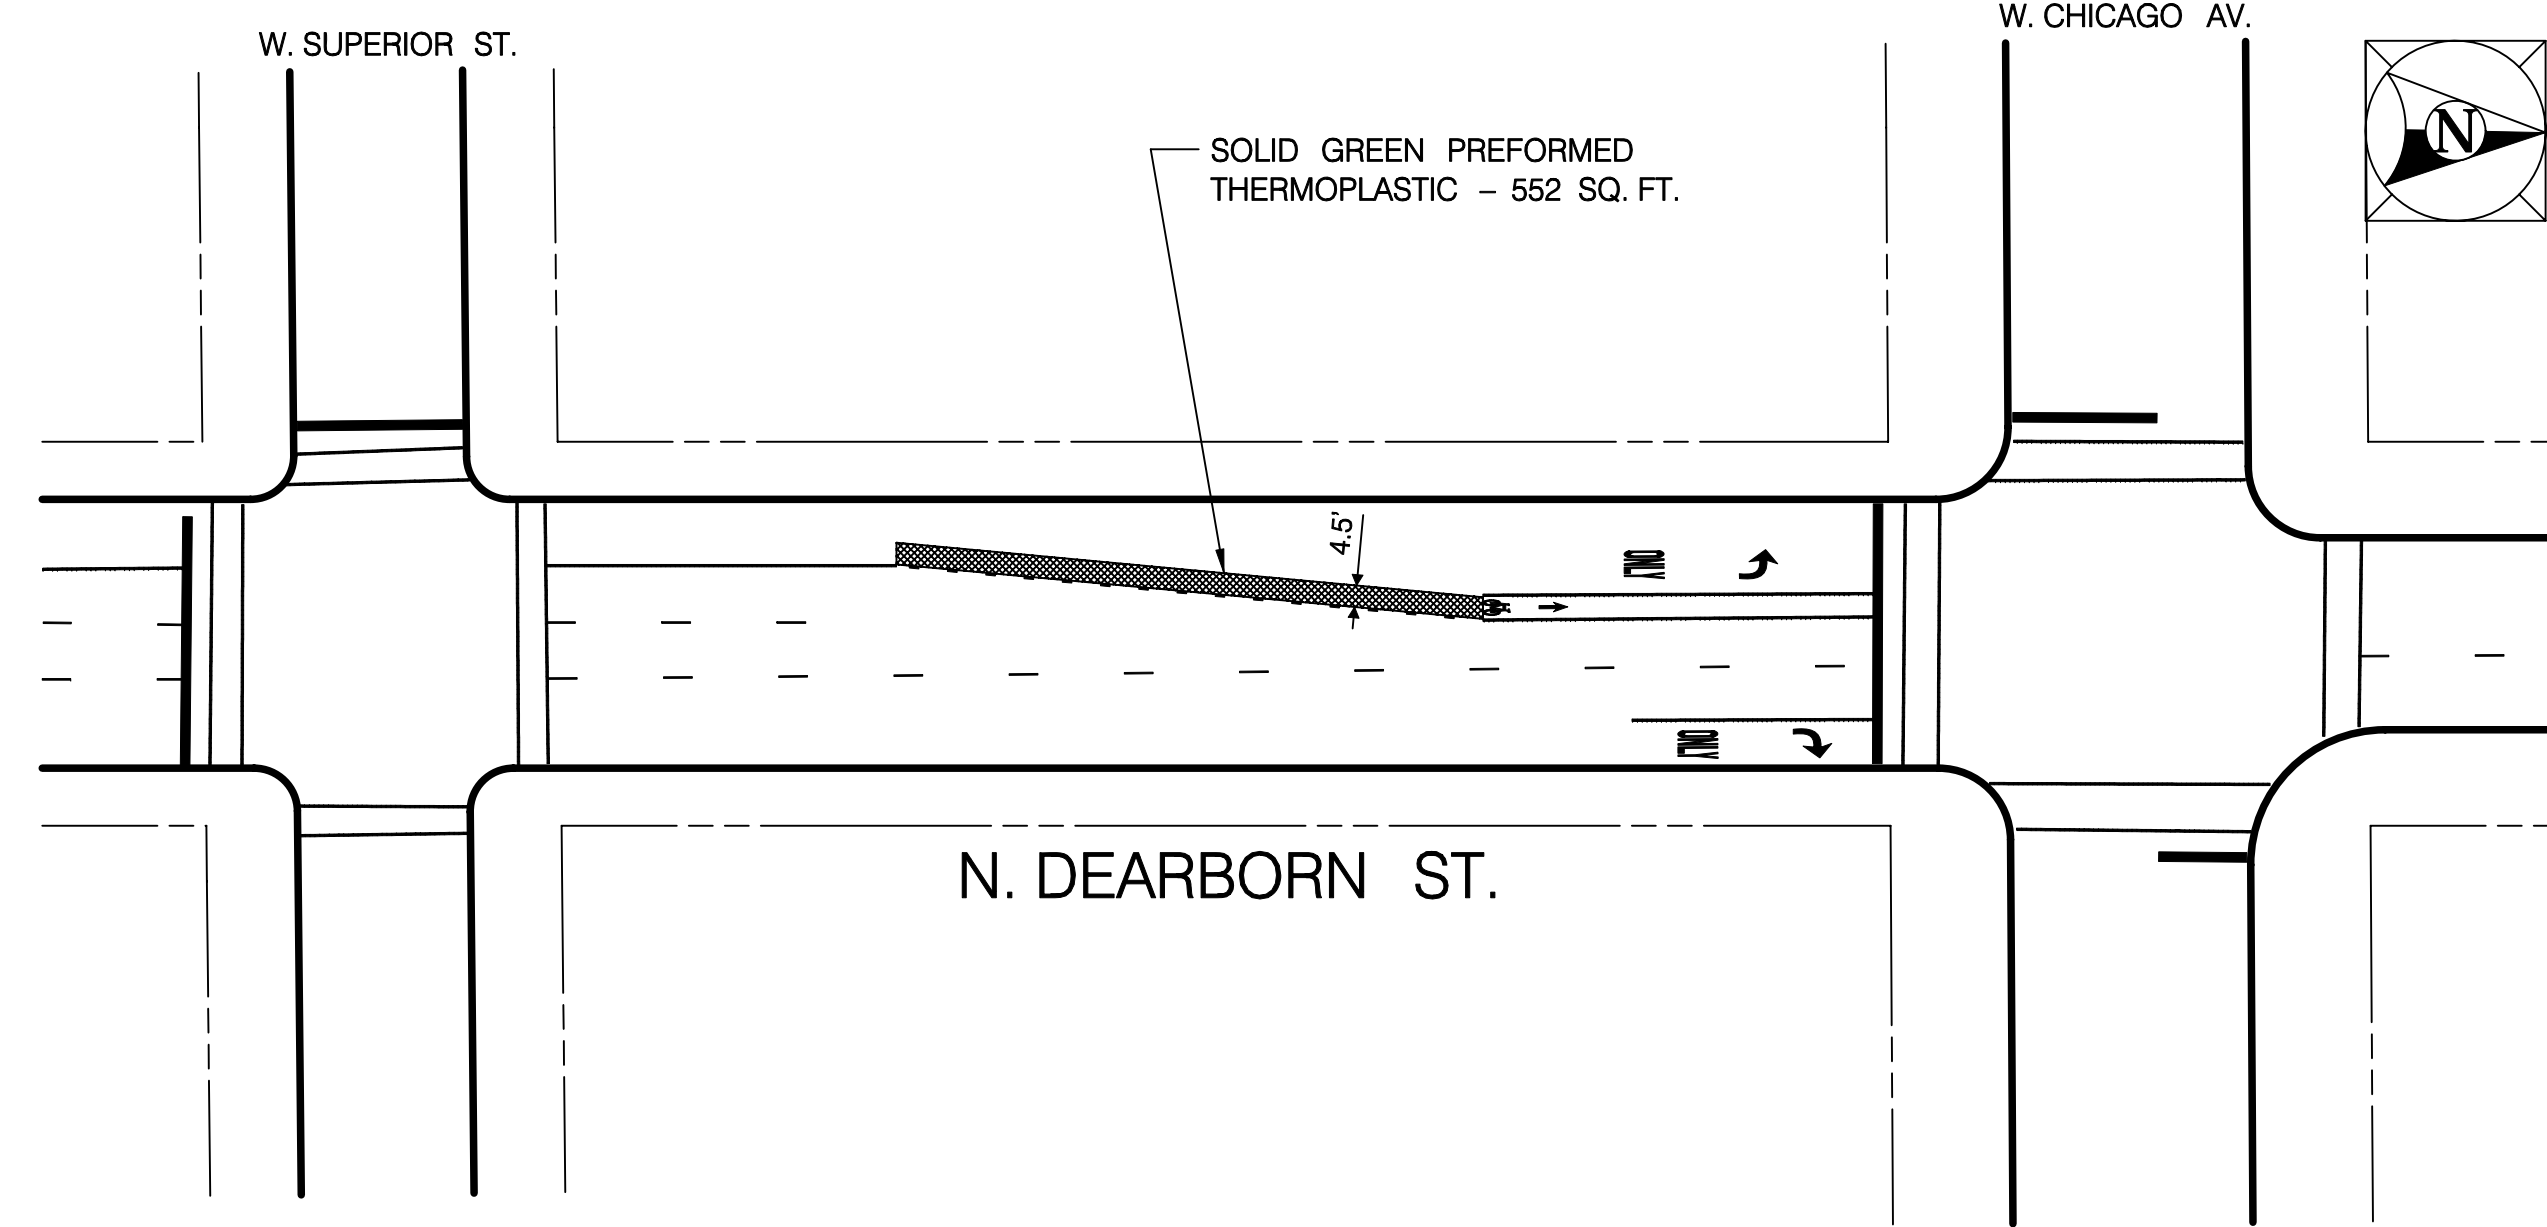 W. SUPERIOR ST.
W. CHICAGO AV.
N
SOLID GREEN PREFORMED
THERMOPLASTIC – 552 SQ. FT.
4.5'
ONLY
ONLY
N. DEARBORN ST.